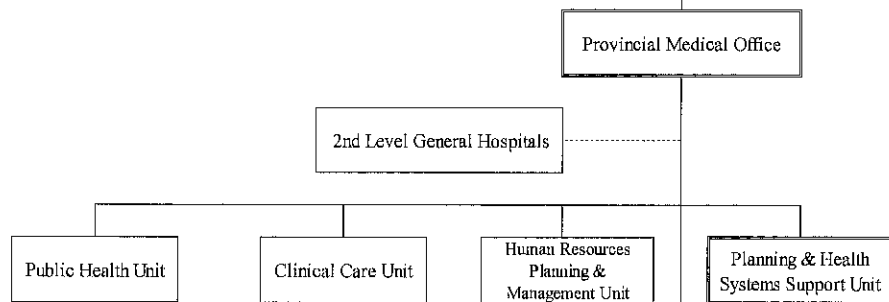 Provincial Medical Office
2nd Level General Hospitals
Public Health Unit
Clinical Care Unit
Human Resources
Planning &
Management Unit
Planning & Health
Systems Support Unit